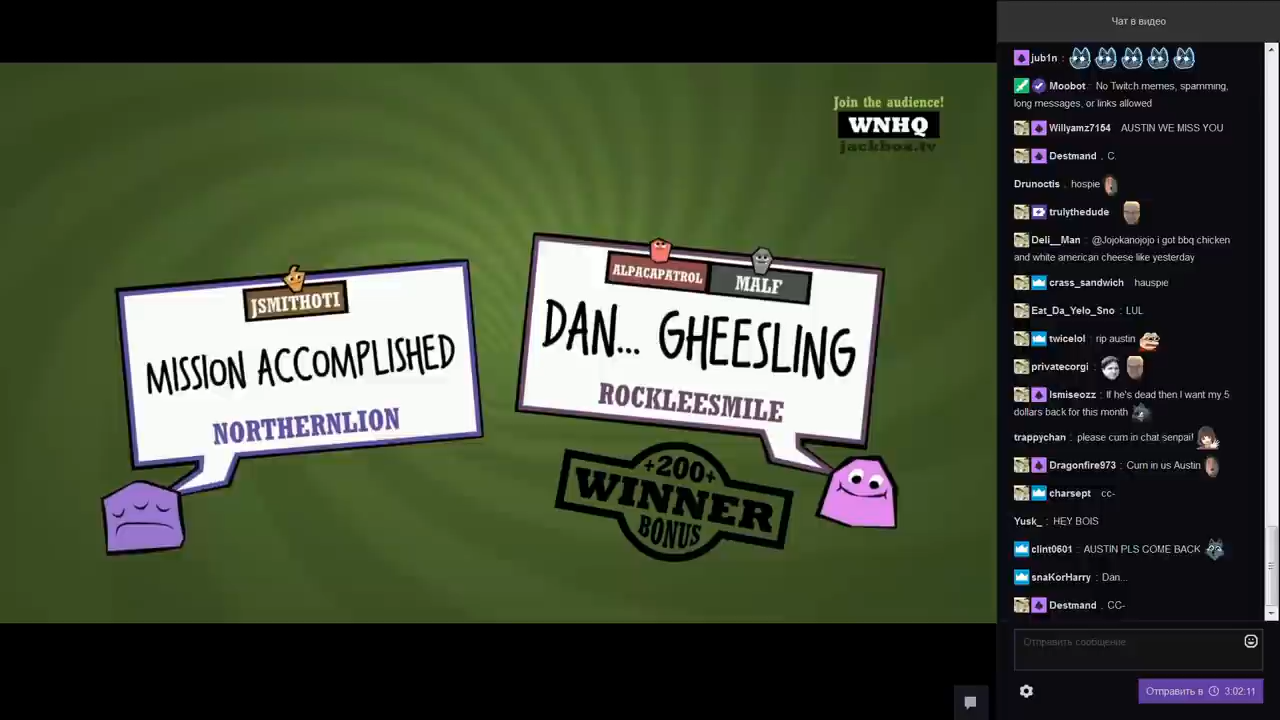 Join the audience!
WNHQ
jackbox.tv
JSMITHOTI
MISSION ACCOMPLISHED
NORTHERNLION
ALPACAPATROL
MALF
DAN... GHEESLING
ROCKLEESMILE
+200+
WINNER
BONUS
Чат в видео
jub1n :
Moobot No Twitch memes, spamming,
long messages, or links allowed
Willyamz7154 AUSTIN WE MISS YOU
Destmand . C.
Drunoctis . hospie
trulythedude
Deli__Man : @Jojokanojojo i got bbq chicken
and white american cheese like yesterday
crass_sandwich hauspie
Eat_Da_Yelo_Sno : LUL
twicelol : rip austin
privatecorgi :
Ismiseozz : If he's dead then I want my 5
dollars back for this month
trappychan : please cum in chat senpai!
Dragonfire973 : Cum in us Austin
charsept cc-
Yusk_ : HEY BOIS
clint0601 : AUSTIN PLS COME BACK
snaKorHarry : Dan...
Destmand . CC-
Отправить сообщение
Отправить в 3:02:11